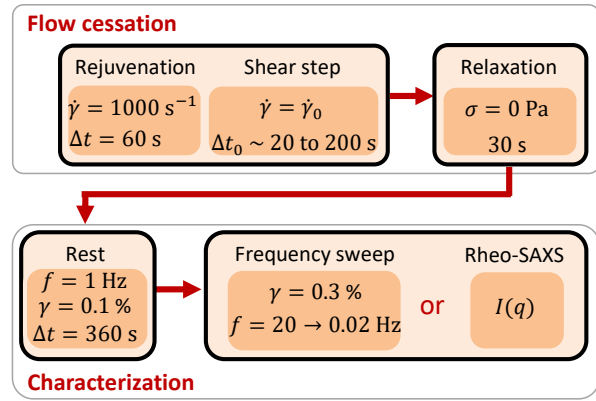 Flow cessation
Rejuvenation
γ̇ = 1000 s⁻¹
Δt = 60 s
Shear step
γ̇ = γ̇₀
Δt₀ ~ 20 to 200 s
Relaxation
σ = 0 Pa
30 s
Rest
f = 1 Hz
γ = 0.1 %
Δt = 360 s
Frequency sweep
γ = 0.3 %
f = 20 → 0.02 Hz
or
Rheo-SAXS
I(q)
Characterization